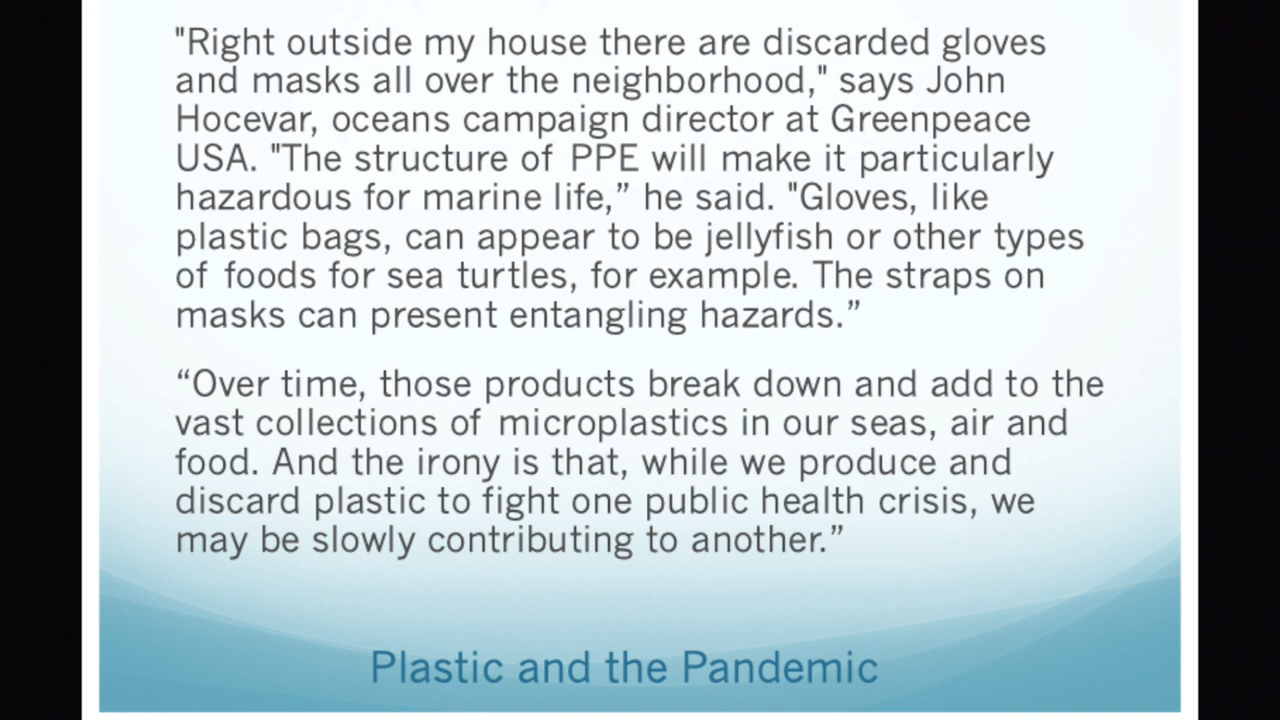 "Right outside my house there are discarded gloves
and masks all over the neighborhood," says John
Hocevar, oceans campaign director at Greenpeace
USA. "The structure of PPE will make it particularly
hazardous for marine life,” he said. "Gloves, like
plastic bags, can appear to be jellyfish or other types
of foods for sea turtles, for example. The straps on
masks can present entangling hazards.”
“Over time, those products break down and add to the
vast collections of microplastics in our seas, air and
food. And the irony is that, while we produce and
discard plastic to fight one public health crisis, we
may be slowly contributing to another.”
Plastic and the Pandemic